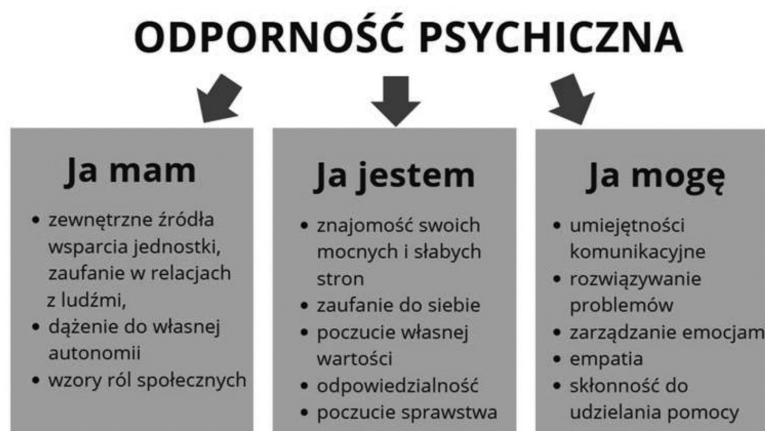 ODPORNOŚĆ PSYCHICZNA
Ja mam
• zewnętrzne źródła
wsparcia jednostki,
zaufanie w relacjach
z ludźmi,
• dążenie do własnej
autonomii
• wzory ról społecznych
Ja jestem
• znajomość swoich
mocnych i słabych
stron
• zaufanie do siebie
• poczucie własnej
wartości
• odpowiedzialność
• poczucie sprawstwa
Ja mogę
• umiejętności
komunikacyjne
• rozwiązywanie
problemów
• zarządzanie emocjam
• empatia
• skłonność do
udzielania pomocy